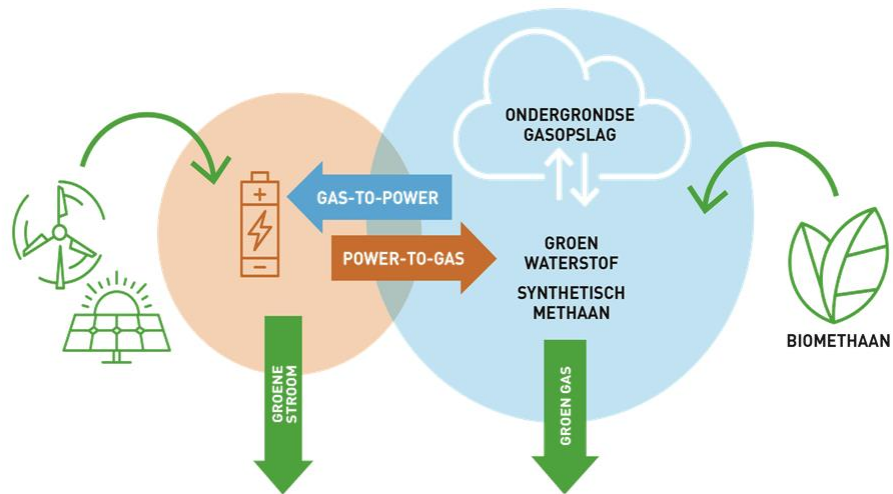 ONDERGRONDSE
GASOPSLAG
GAS-TO-POWER
POWER-TO-GAS
GROEN
WATERSTOF
SYNTHETISCH
METHAAN
BIOMETHAAN
GROENE
STROOM
GROEN GAS